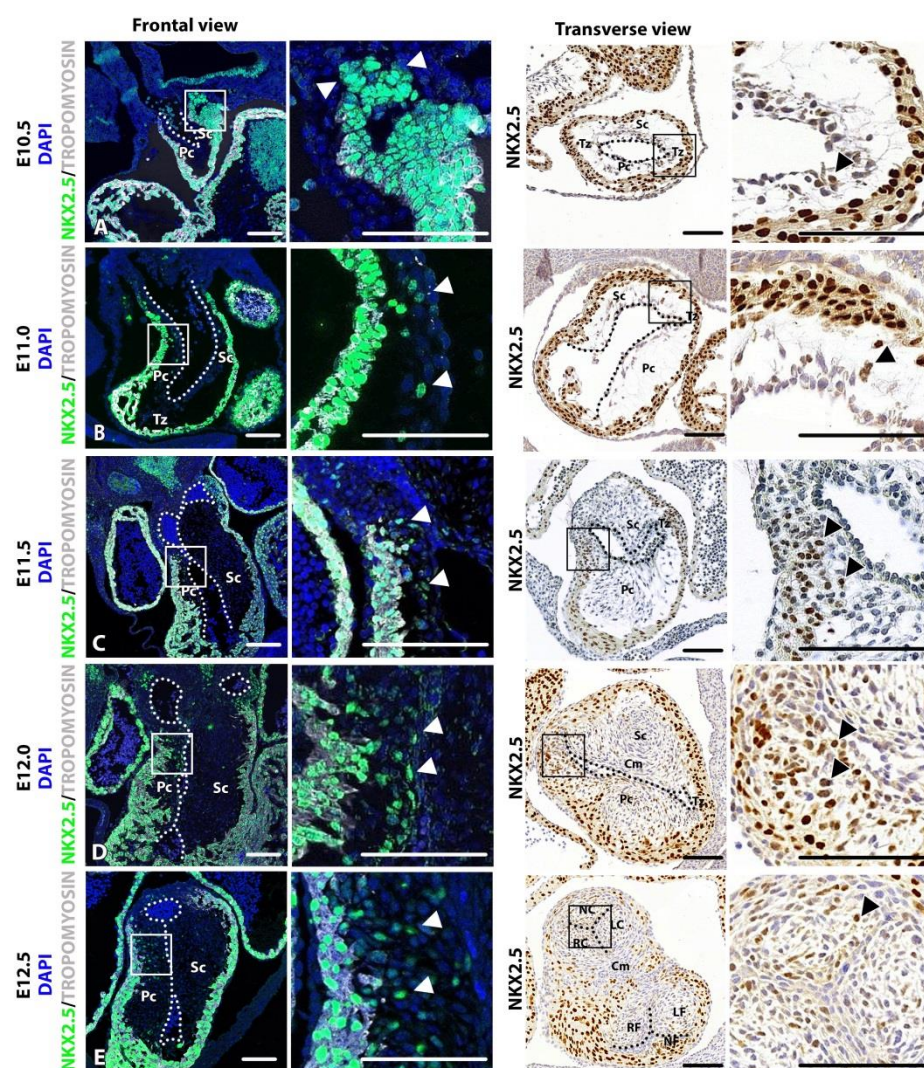 Frontal view
Transverse view
E10.5
NKX2.5/TROPOMYOSIN
DAPI
Sc
Pc
A
NKX2.5
Sc
Tz
Tz
Pc
E11.0
NKX2.5/TROPOMYOSIN
DAPI
Sc
Pc
Tz
B
NKX2.5
Sc
Tz
Pc
E11.5
NKX2.5/TROPOMYOSIN
DAPI
Sc
Pc
C
NKX2.5
Sc
Tz
Pc
E12.0
NKX2.5/TROPOMYOSIN
DAPI
Pc
Sc
D
NKX2.5
Sc
Cm
Pc
Tz
E12.5
NKX2.5/TROPOMYOSIN
DAPI
Sc
Pc
E
NKX2.5
NC
LC
RC
Cm
LF
RF
NF